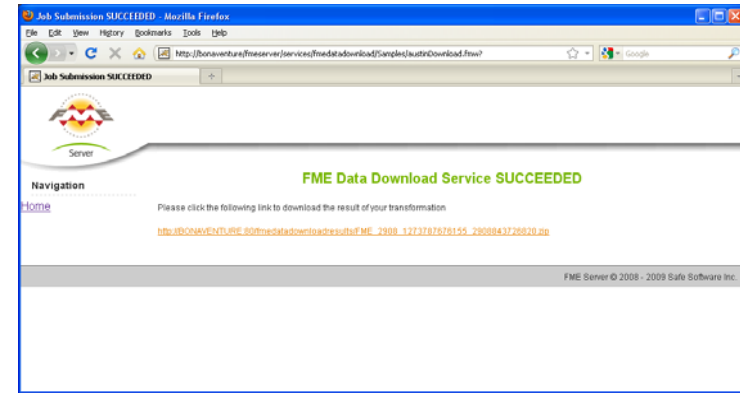 Job Submission SUCCEEDED - Mozilla Firefox
File Edit View History Bookmarks Tools Help
http://bonaventure/fmeserver/services/fmedatadownload/Samples/austinDownload.fmw?
Google
Job Submission SUCCEEDED
FME
Server
Navigation
FME Data Download Service SUCCEEDED
Home
Please click the following link to download the result of your transformation
http://BONAVENTURE:80/fmedatadownloadresults/FME_2908_1273787676155_2908843726820.zip
FME Server © 2008 - 2009 Safe Software Inc.